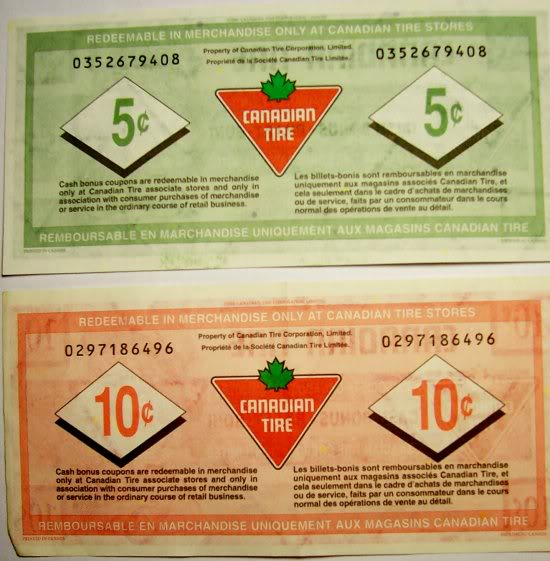 REDEEMABLE IN MERCHANDISE ONLY AT CANADIAN TIRE STORES
Property of Canadian Tire Corporation, Limited.
Propriété de la Société Canadian Tire Limitée.
0352679408
0352679408
5¢
CANADIAN
TIRE
5¢
Cash bonus coupons are redeemable in merchandise
only at Canadian Tire associate stores and only in
association with consumer purchases of merchandise
or service in the ordinary course of retail business.
Les billets-bonis sont remboursables en marchandise
uniquement aux magasins associés Canadian Tire, et
seulement dans le cadre d'achats de marchandises
ou de service, faits par un consommateur dans le cours
normal des opérations de vente au détail.
REMBOURSABLE EN MERCHANDISE UNIQUEMENT AUX MAGASINS CANADIAN TIRE
PRINTED IN CANADA
REDEEMABLE IN MERCHANDISE ONLY AT CANADIAN TIRE STORES
Property of Canadian Tire Corporation, Limited.
Propriété de la Société Canadian Tire Limitée.
0297186496
0297186496
10¢
CANADIAN
TIRE
10¢
Cash bonus coupons are redeemable in merchandise
only at Canadian Tire associate stores and only in
association with consumer purchases of merchandise
or service in the ordinary course of retail business.
Les billets-bonis sont remboursables en marchandise
uniquement aux magasins associés Canadian Tire, et
cela seulement dans le cadre d'achats de marchandises
ou de services, faits par un consommateur dans le cours
normal des opérations de vente au détail.
REMBOURSABLE EN MARCHANDISE UNIQUEMENT AUX MAGASINS CANADIAN TIRE
PRINTED IN CANADA